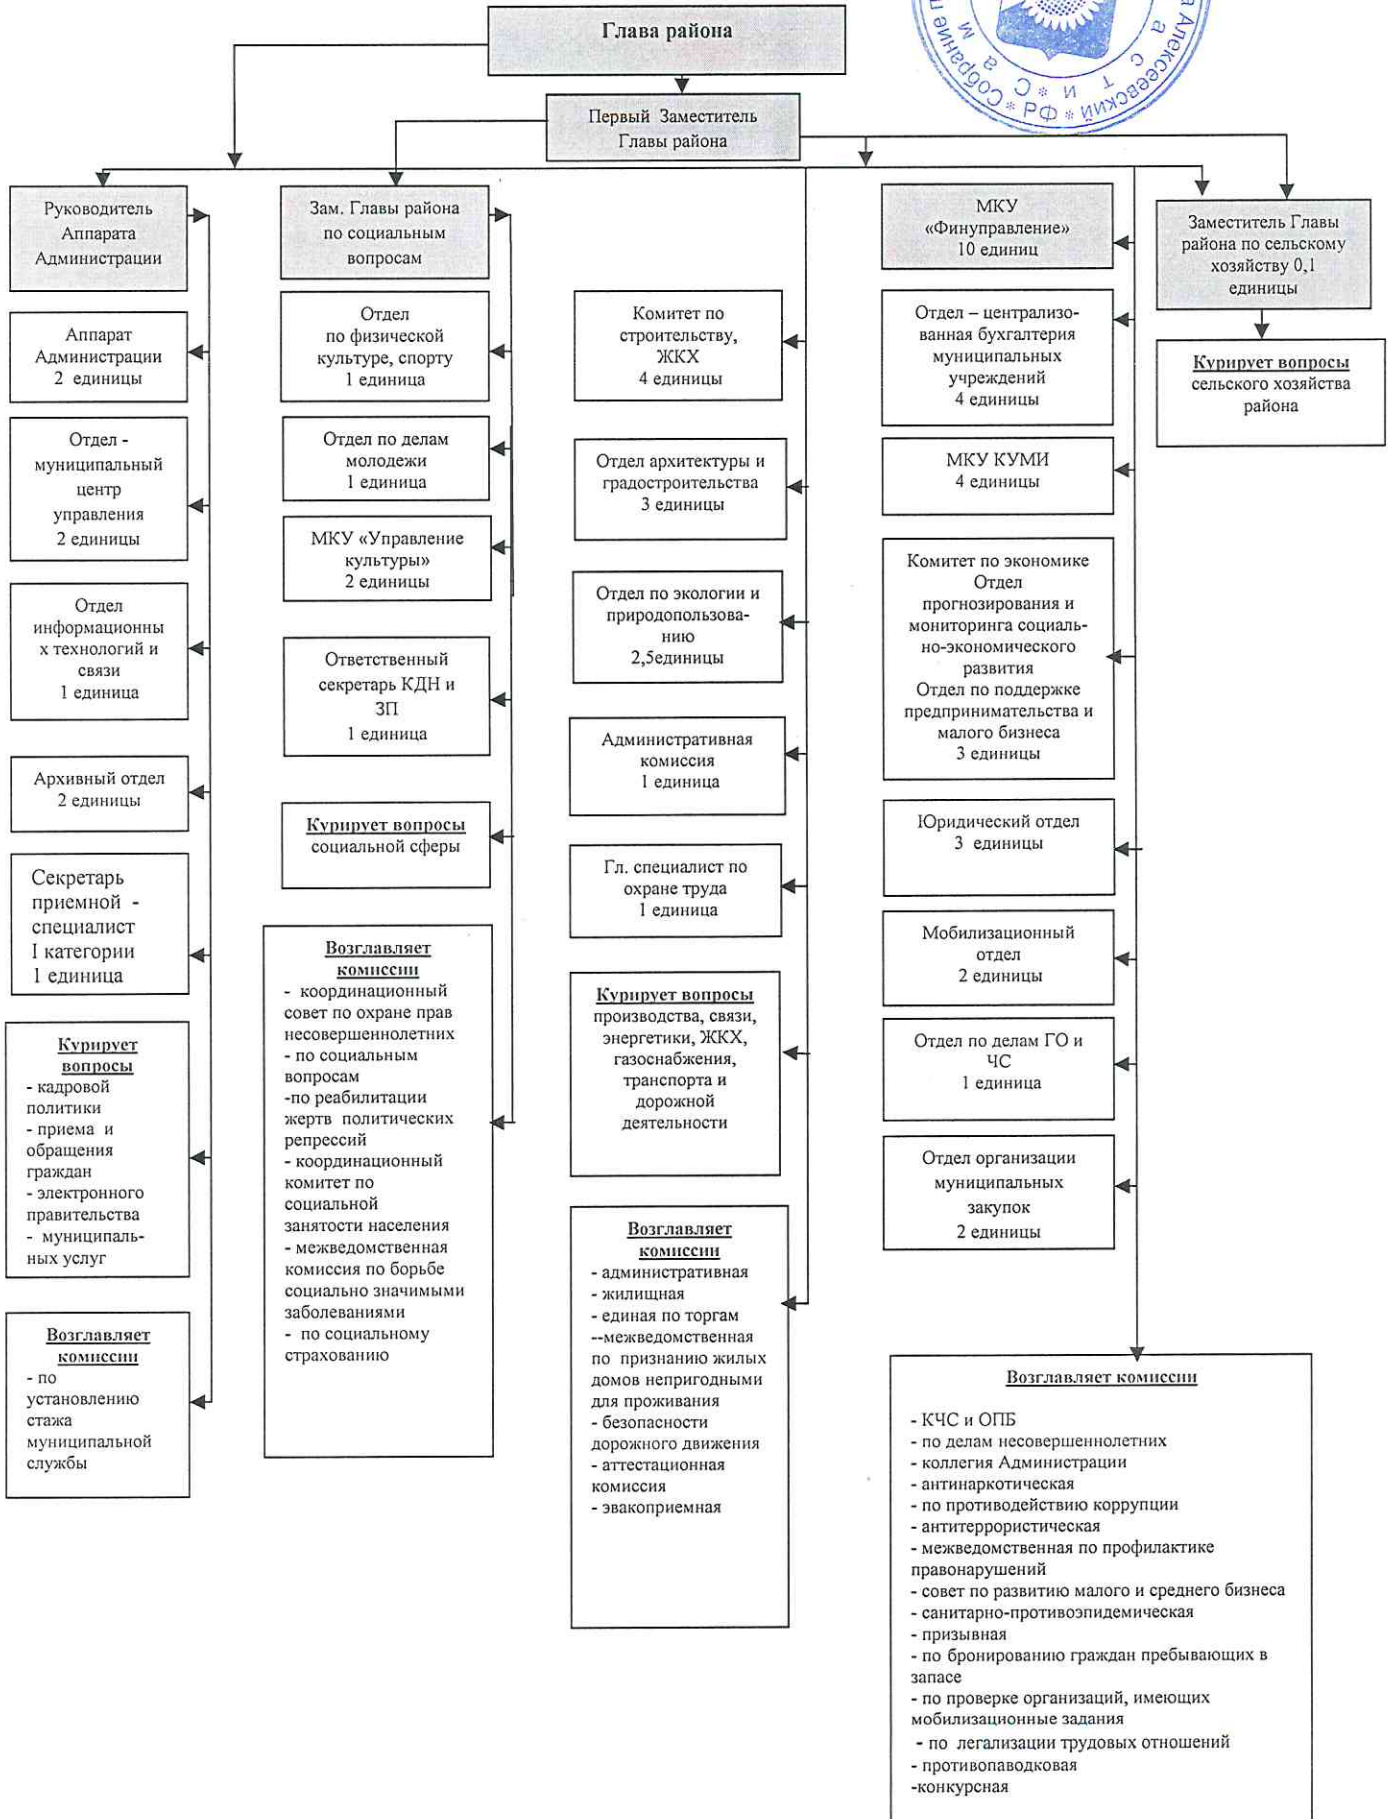 Глава района
Собрание
* РФ *
Алексеевский
Первый Заместитель
Главы района
Руководитель
Аппарата
Администрации
Аппарат
Администрации
2 единицы
Отдел -
муниципальный
центр
управления
2 единицы
Отдел
информационны
х технологий и
связи
1 единица
Архивный отдел
2 единицы
Секретарь
приемной -
специалист
I категории
1 единица
Курирует
вопросы
- кадровой
политики
- приема и
обращения
граждан
- электронного
правительства
- муниципаль-
ных услуг
Возглавляет
комиссии
- по
установлению
стажа
муниципальной
службы
Зам. Главы района
по социальным
вопросам
Отдел
по физической
культуре, спорту
1 единица
Отдел по делам
молодежи
1 единица
МКУ «Управление
культуры»
2 единицы
Ответственный
секретарь КДН и
ЗП
1 единица
Курирует вопросы
социальной сферы
Возглавляет
комиссии
- координационный
совет по охране прав
несовершеннолетних
- по социальным
вопросам
-по реабилитации
жертв политических
репрессий
- координационный
комитет по
социальной
занятости населения
- межведомственная
комиссия по борьбе
социально значимыми
заболеваниями
- по социальному
страхованию
Комитет по
строительству,
ЖКХ
4 единицы
Отдел архитектуры и
градостроительства
3 единицы
Отдел по экологии и
природопользова-
нию
2,5единицы
Административная
комиссия
1 единица
Гл. специалист по
охране труда
1 единица
Курирует вопросы
производства, связи,
энергетики, ЖКХ,
газоснабжения,
транспорта и
дорожной
деятельности
Возглавляет
комиссии
- административная
- жилищная
- единая по торгам
--межведомственная
по признанию жилых
домов непригодными
для проживания
- безопасности
дорожного движения
- аттестационная
комиссия
- эвакоприемная
МКУ
«Финуправление»
10 единиц
Отдел – централизо-
ванная бухгалтерия
муниципальных
учреждений
4 единицы
МКУ КУМИ
4 единицы
Комитет по экономике
Отдел
прогнозирования и
мониторинга социаль-
но-экономического
развития
Отдел по поддержке
предпринимательства и
малого бизнеса
3 единицы
Юридический отдел
3 единицы
Мобилизационный
отдел
2 единицы
Отдел по делам ГО и
ЧС
1 единица
Отдел организации
муниципальных
закупок
2 единицы
Возглавляет комиссии
- КЧС и ОПБ
- по делам несовершеннолетних
- коллегия Администрации
- антинаркотическая
- по противодействию коррупции
- антитеррористическая
- межведомственная по профилактике
правонарушений
- совет по развитию малого и среднего бизнеса
- санитарно-противоэпидемическая
- призывная
- по бронированию граждан пребывающих в
запасе
- по проверке организаций, имеющих
мобилизационные задания
- по легализации трудовых отношений
- противопаводковая
-конкурсная
Заместитель Главы
района по сельскому
хозяйству 0,1
единицы
Курирует вопросы
сельского хозяйства
района